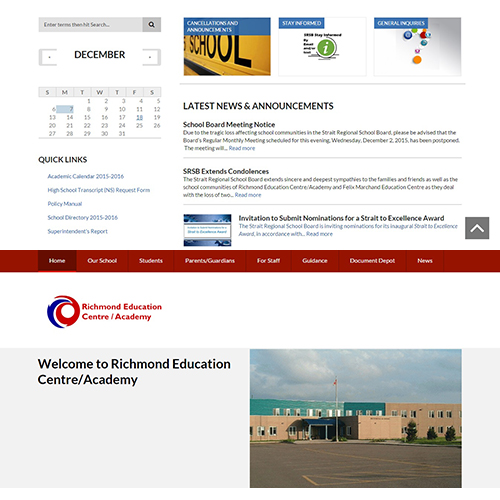 Enter terms then hit Search...
CANCELLATIONS AND
ANNOUNCEMENTS
SCHOOL
STAY INFORMED
SRSB Stay Informed
By
Email
and/or
text
GENERAL INQUIRIES
DECEMBER
S M T W T F S
1 2 3 4 5
6 7 8 9 10 11 12
13 14 15 16 17 18 19
20 21 22 23 24 25 26
27 28 29 30 31
QUICK LINKS
Academic Calendar 2015-2016
High School Transcript (NS) Request Form
Policy Manual
School Directory 2015-2016
Superintendent's Report
LATEST NEWS & ANNOUNCEMENTS
School Board Meeting Notice
Due to the tragic loss affecting school communities in the Strait Regional School Board, please be advised that the
Board's Regular Monthly Meeting scheduled for this evening, Wednesday, December 2, 2015, has been postponed.
The meeting will... Read more
SRSB Extends Condolences
The Strait Regional School Board extends sincere and deepest sympathies to the families and friends as well as the
school communities of Richmond Education Centre/Academy and Felix Marchand Education Centre as they deal
with the loss of two... Read more
Invitation to Submit Nominations for a Strait to Excellence Award
The Strait Regional School Board is inviting nominations for its inaugural Strait to Excellence
Award, in accordance with... Read more
Home Our School Students Parents/Guardians For Staff Guidance Document Depot News
Richmond Education
Centre / Academy
Welcome to Richmond Education
Centre/Academy